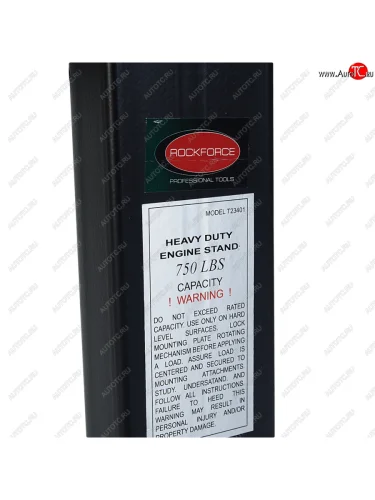 www.AutoTC.ru
ROCKFORCE
PROFESSIONAL TOOLS
MODEL T23401
HEAVY DUTY
ENGINE STAND
750 LBS
CAPACITY
! WARNING !
DO NOT EXCEED RATED
CAPACITY USE ONLY ON HARD
LEVEL SURFACES. LOCK
MOUNTING PLATE ROTATING
MECHANISM BEFORE APPLYING
A LOAD. ASSURE LOAD IS
CENTERED AND SECURED TO
MOUNTING ATTACHMENTS.
STUDY. UNDERSATAND, AND
FOLLOW ALL INSTRUCTIONS.
FAILURE TO HEED THIS
WARNING MAY RESULT IN
PERSONAL INJURY AND/OR
PROPERTY DAMAGE.